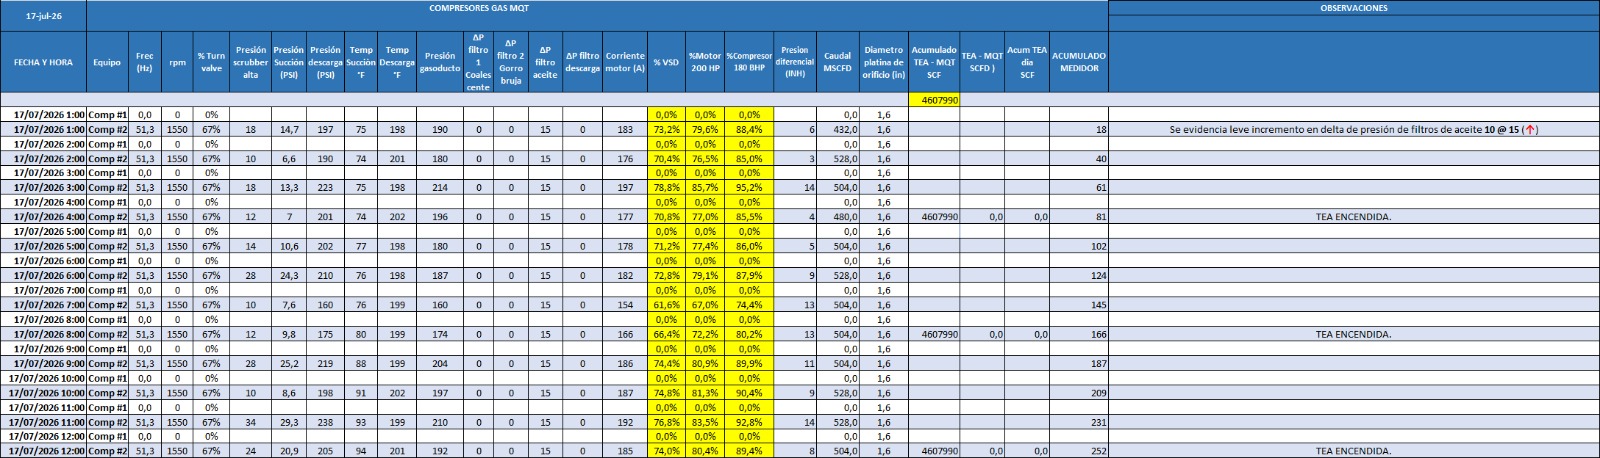 17-jul-26 COMPRESORES GAS MQT OBSERVACIONES
FECHA Y HORA Equipo Frec (Hz) rpm % Turn valve Presión scrubber alta Presión Succión (PSI) Presión descarga (PSI) Temp Succiòn °F Temp Descarga °F Presión gasoducto ΔP filtro 1 Coales cente ΔP filtro 2 Gorro bruja ΔP filtro aceite ΔP filtro descarga Corriente motor (A) % VSD %Motor 200 HP %Compresor 180 BHP Presion diferencial (INH) Caudal MSCFD Diametro platina de orificio (in) Acumulado TEA - MQT SCF TEA - MQT SCFD ) Acum TEA dia SCF ACUMULADO MEDIDOR
4607990
17/07/2026 1:00 Comp #1 0,0 0 0% 0,0% 0,0% 0,0% 0,0 1,6
17/07/2026 1:00 Comp #2 51,3 1550 67% 18 14,7 197 75 198 190 0 0 15 0 183 73,2% 79,6% 88,4% 6 432,0 1,6 18 Se evidencia leve incremento en delta de presión de filtros de aceite 10 @ 15 (↑)
17/07/2026 2:00 Comp #1 0,0 0 0% 0,0% 0,0% 0,0% 0,0 1,6
17/07/2026 2:00 Comp #2 51,3 1550 67% 10 6,6 190 74 201 180 0 0 15 0 176 70,4% 76,5% 85,0% 3 528,0 1,6 40
17/07/2026 3:00 Comp #1 0,0 0 0% 0,0% 0,0% 0,0% 0,0 1,6
17/07/2026 3:00 Comp #2 51,3 1550 67% 18 13,3 223 75 198 214 0 0 15 0 197 78,8% 85,7% 95,2% 14 504,0 1,6 61
17/07/2026 4:00 Comp #1 0,0 0 0% 0,0% 0,0% 0,0% 0,0 1,6
17/07/2026 4:00 Comp #2 51,3 1550 67% 12 7 201 74 202 196 0 0 15 0 177 70,8% 77,0% 85,5% 4 480,0 1,6 4607990 0,0 0,0 81 TEA ENCENDIDA.
17/07/2026 5:00 Comp #1 0,0 0 0% 0,0% 0,0% 0,0% 0,0 1,6
17/07/2026 5:00 Comp #2 51,3 1550 67% 14 10,6 202 77 198 180 0 0 15 0 178 71,2% 77,4% 86,0% 5 504,0 1,6 102
17/07/2026 6:00 Comp #1 0,0 0 0% 0,0% 0,0% 0,0% 0,0 1,6
17/07/2026 6:00 Comp #2 51,3 1550 67% 28 24,3 210 76 198 187 0 0 15 0 182 72,8% 79,1% 87,9% 9 528,0 1,6 124
17/07/2026 7:00 Comp #1 0,0 0 0% 0,0% 0,0% 0,0% 0,0 1,6
17/07/2026 7:00 Comp #2 51,3 1550 67% 10 7,6 160 76 199 160 0 0 15 0 154 61,6% 67,0% 74,4% 13 504,0 1,6 145
17/07/2026 8:00 Comp #1 0,0 0 0% 0,0% 0,0% 0,0% 0,0 1,6
17/07/2026 8:00 Comp #2 51,3 1550 67% 12 9,8 175 80 199 174 0 0 15 0 166 66,4% 72,2% 80,2% 13 504,0 1,6 4607990 0,0 0,0 166 TEA ENCENDIDA.
17/07/2026 9:00 Comp #1 0,0 0 0% 0,0% 0,0% 0,0% 0,0 1,6
17/07/2026 9:00 Comp #2 51,3 1550 67% 28 25,2 219 88 199 204 0 0 15 0 186 74,4% 80,9% 89,9% 11 504,0 1,6 187
17/07/2026 10:00 Comp #1 0,0 0 0% 0,0% 0,0% 0,0% 0,0 1,6
17/07/2026 10:00 Comp #2 51,3 1550 67% 10 8,6 198 91 202 197 0 0 15 0 187 74,8% 81,3% 90,4% 9 528,0 1,6 209
17/07/2026 11:00 Comp #1 0,0 0 0% 0,0% 0,0% 0,0% 0,0 1,6
17/07/2026 11:00 Comp #2 51,3 1550 67% 34 29,3 238 93 199 210 0 0 15 0 192 76,8% 83,5% 92,8% 14 528,0 1,6 231
17/07/2026 12:00 Comp #1 0,0 0 0% 0,0% 0,0% 0,0% 0,0 1,6
17/07/2026 12:00 Comp #2 51,3 1550 67% 24 20,9 205 94 201 192 0 0 15 0 185 74,0% 80,4% 89,4% 8 504,0 1,6 4607990 0,0 0,0 252 TEA ENCENDIDA.